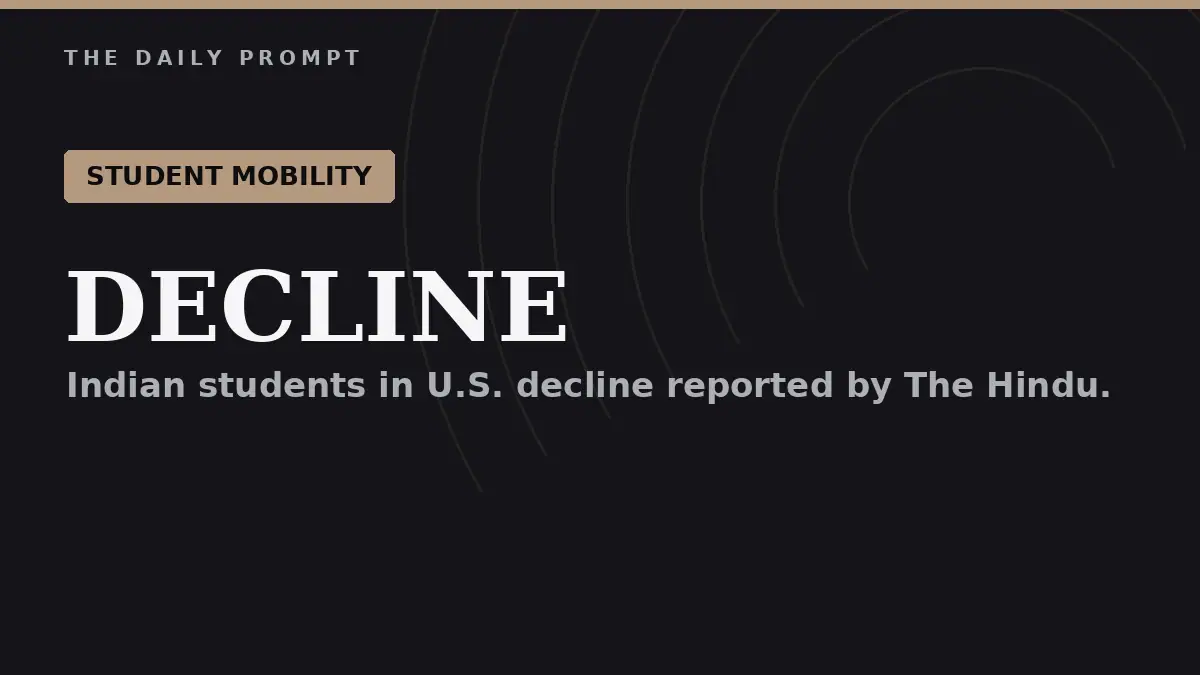 THE DAILY PROMPT
STUDENT MOBILITY
DECLINE
Indian students in U.S. decline reported by The Hindu.